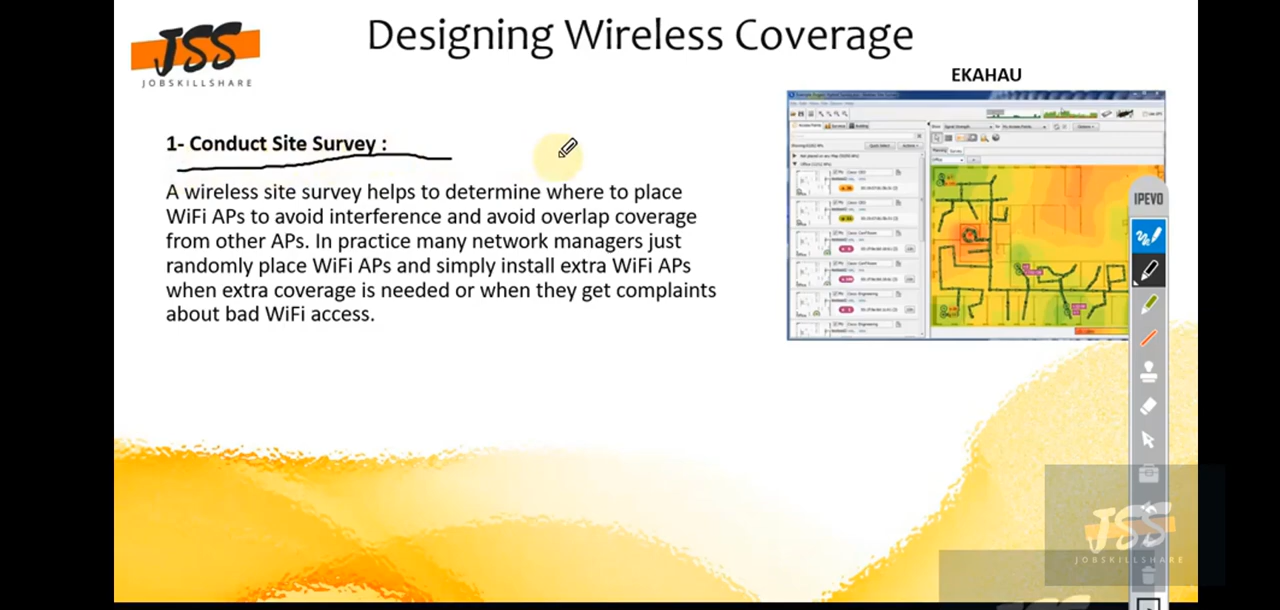 JSS
JOBSKILLSHARE
Designing Wireless Coverage
EKAHAU
1- Conduct Site Survey :
A wireless site survey helps to determine where to place
WiFi APs to avoid interference and avoid overlap coverage
from other APs. In practice many network managers just
randomly place WiFi APs and simply install extra WiFi APs
when extra coverage is needed or when they get complaints
about bad WiFi access.
IPEVO
JSS
JOBSKILLSHARE